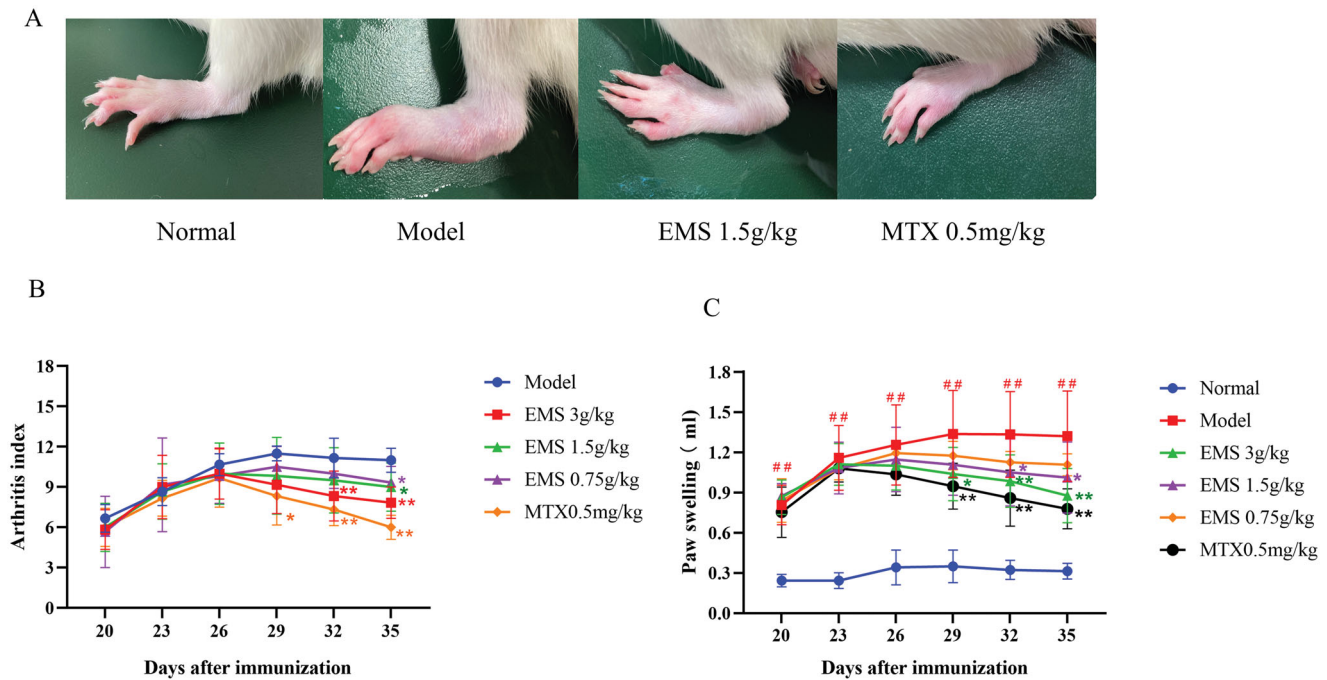 A
Normal
Model
EMS 1.5g/kg
MTX 0.5mg/kg
B
Arthritis index
18
15
12
9
6
3
0
20
23
26
29
32
35
Days after immunization
*
**
**
*
*
**
**
Model
EMS 3g/kg
EMS 1.5g/kg
EMS 0.75g/kg
MTX0.5mg/kg
C
Paw swelling（ml）
1.8
1.5
1.2
0.9
0.6
0.3
0.0
20
23
26
29
32
35
Days after immunization
##
##
##
##
##
##
*
**
*
**
**
*
**
**
Normal
Model
EMS 3g/kg
EMS 1.5g/kg
EMS 0.75g/kg
MTX0.5mg/kg